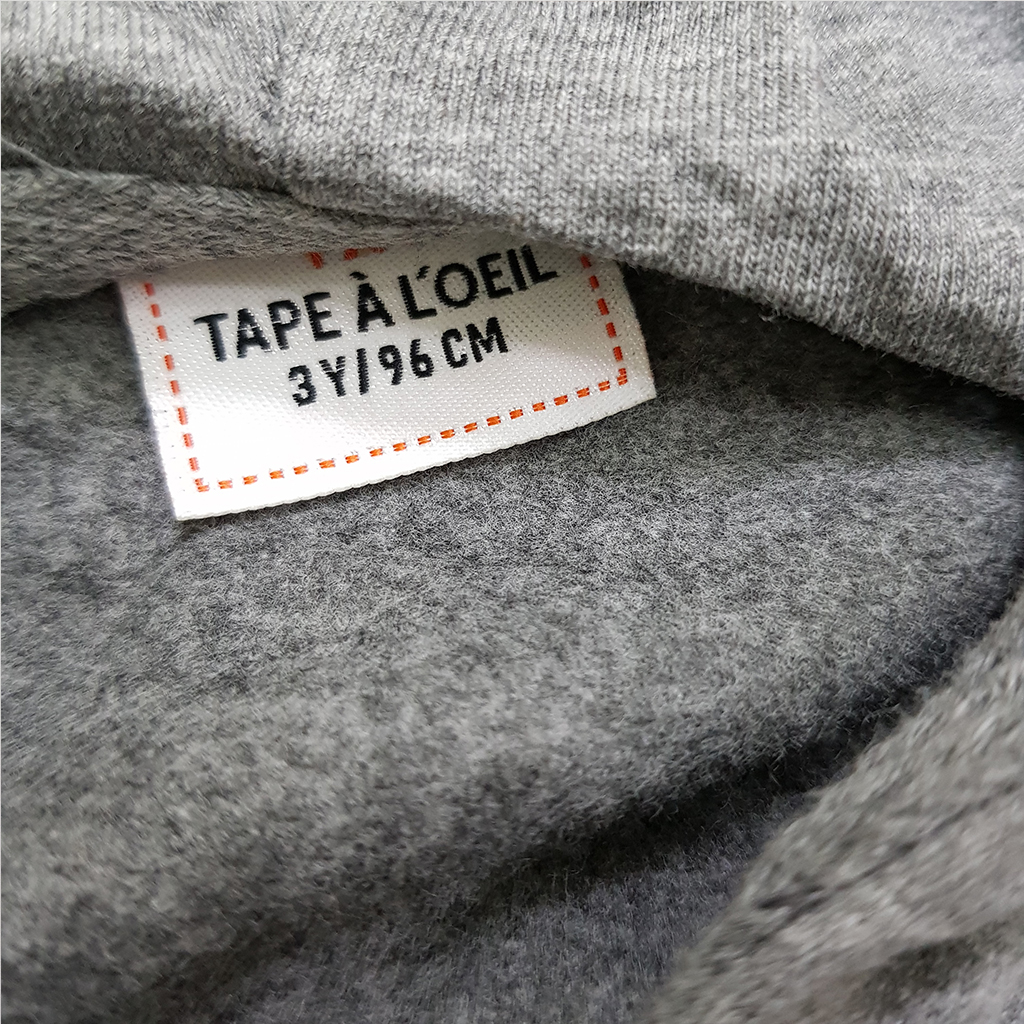 TAPE À L'OEIL
3Y/96 CM